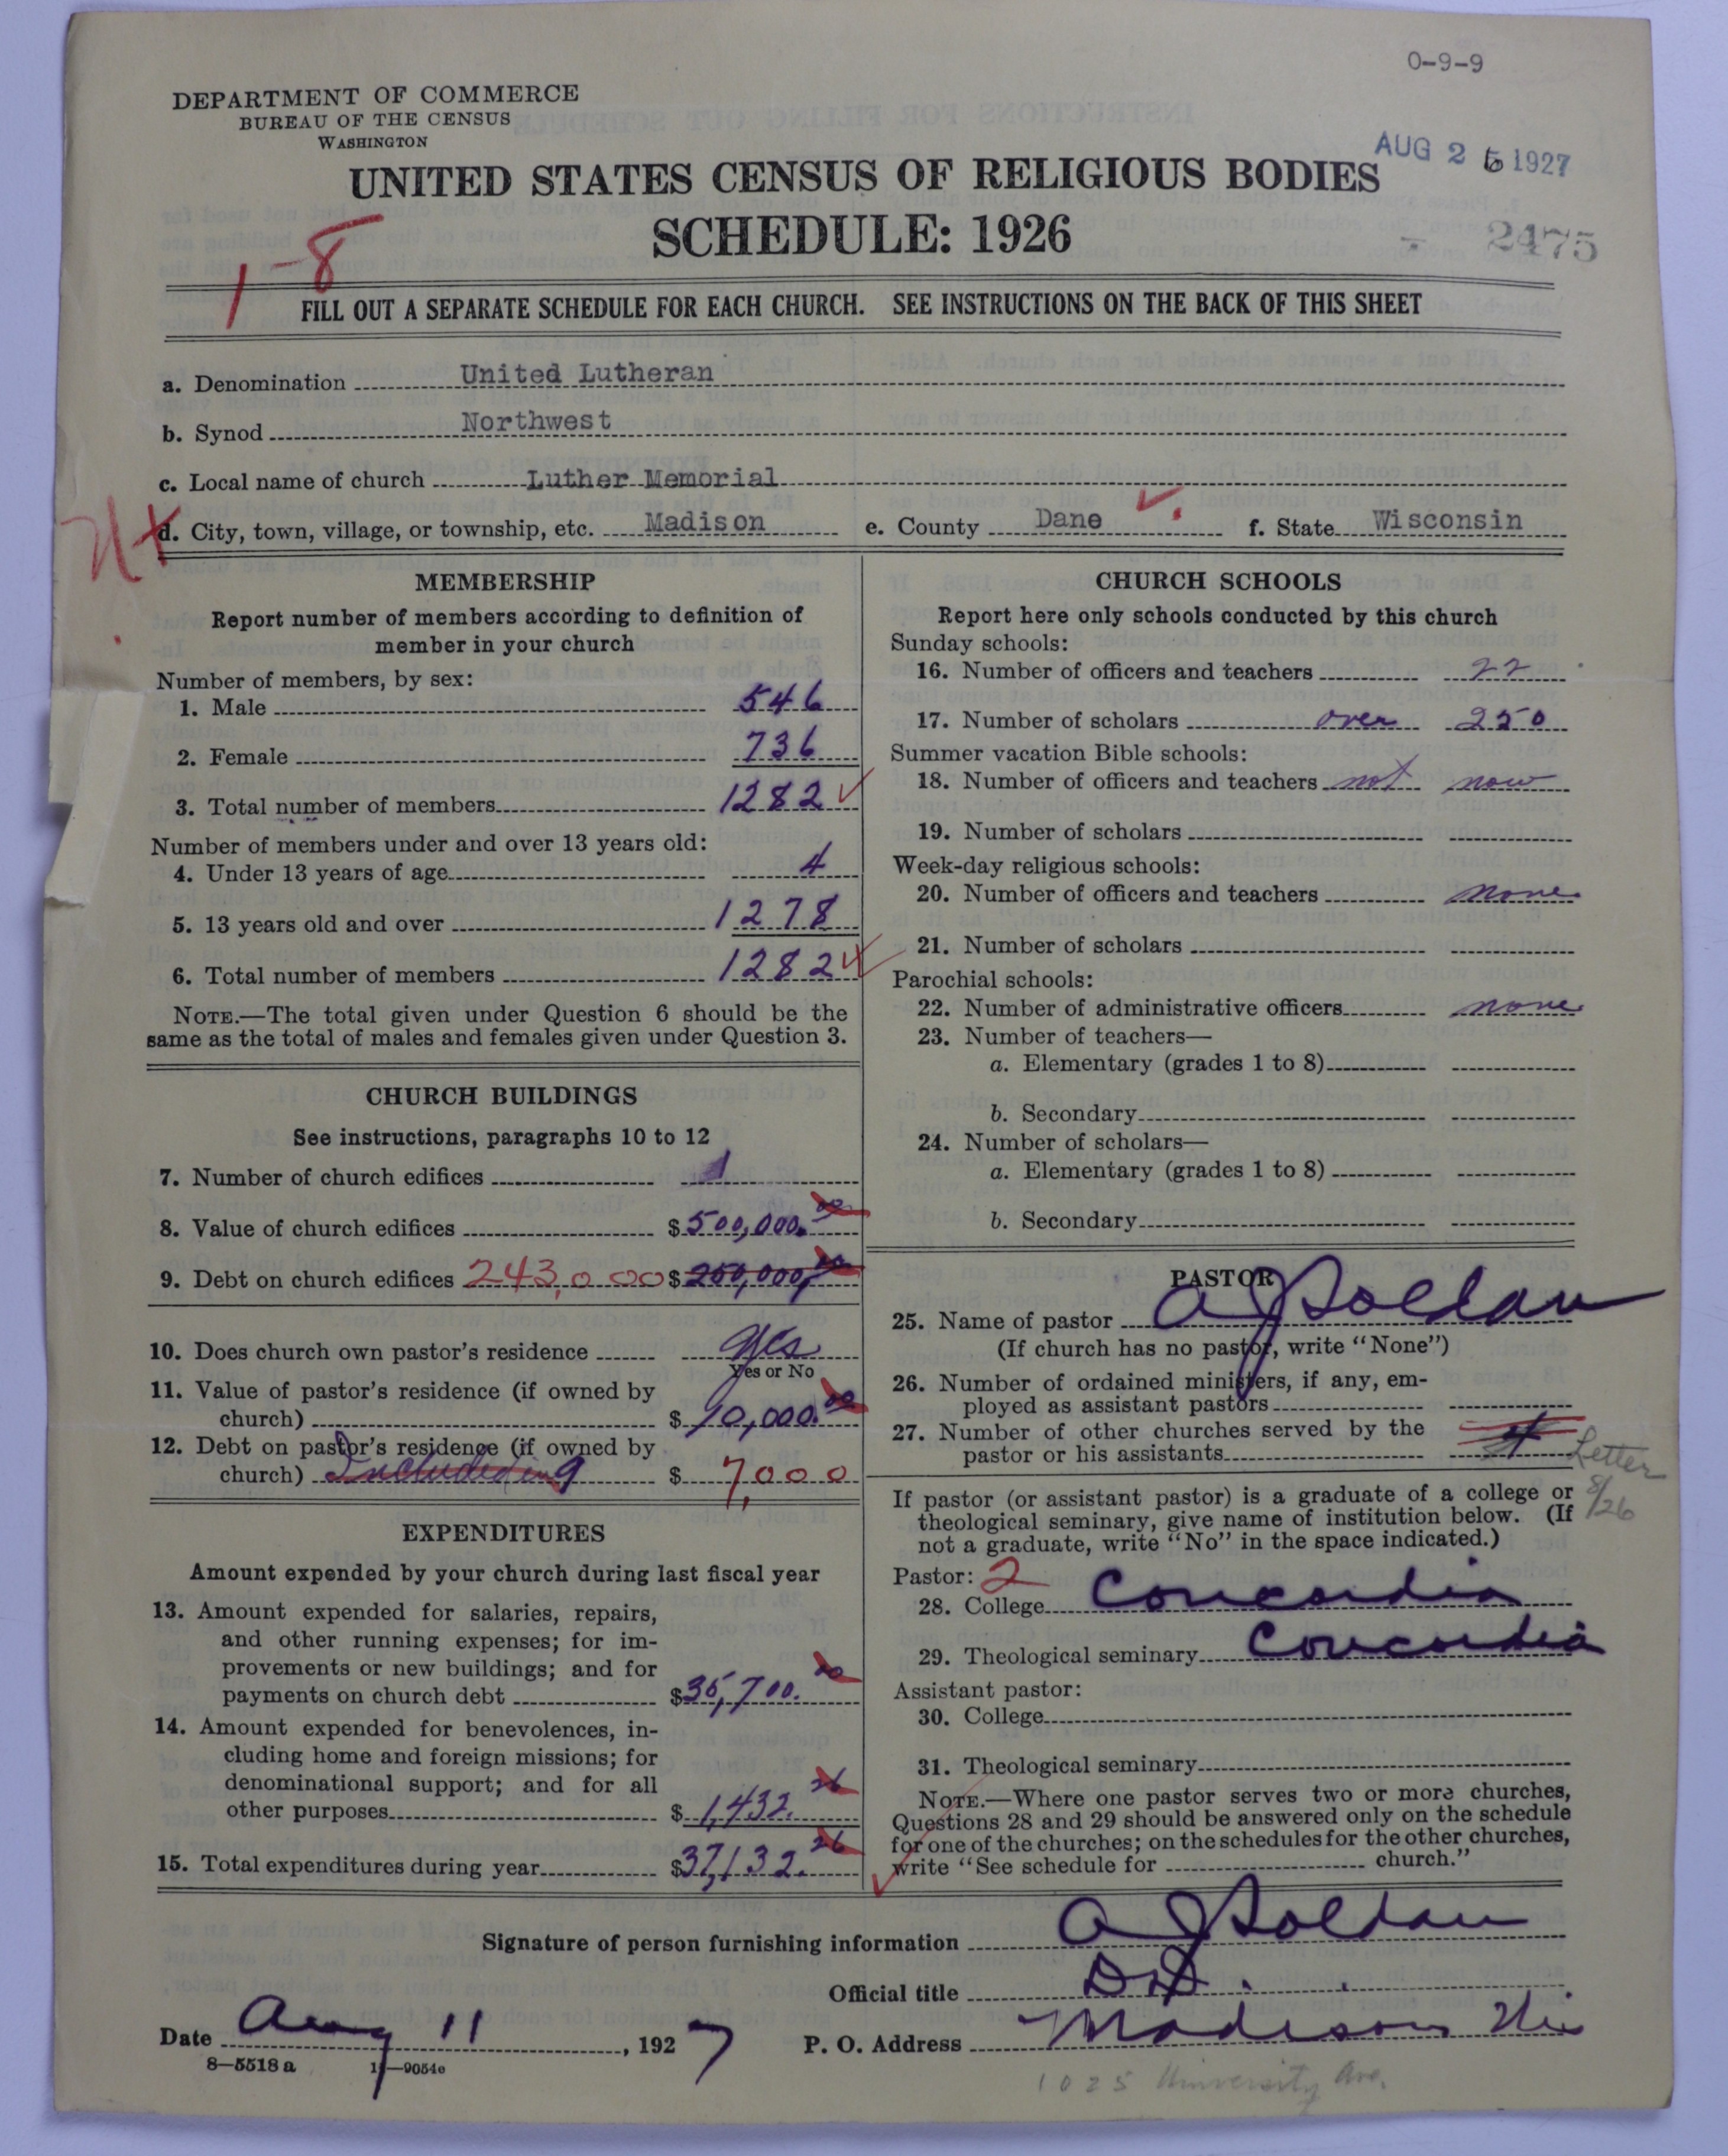 0-9-9
DEPARTMENT OF COMMERCE
BUREAU OF THE CENSUS
WASHINGTON
AUG 2 6 1927
UNITED STATES CENSUS OF RELIGIOUS BODIES
SCHEDULE: 1926
2475
1-8
FILL OUT A SEPARATE SCHEDULE FOR EACH CHURCH. SEE INSTRUCTIONS ON THE BACK OF THIS SHEET
a. Denomination United Lutheran
b. Synod Northwest
c. Local name of church Luther Memorial
d. City, town, village, or township, etc. Madison e. County Dane f. State Wisconsin
MEMBERSHIP
Report number of members according to definition of
member in your church
Number of members, by sex:
1. Male 546
2. Female 736
3. Total number of members 1282
Number of members under and over 13 years old:
4. Under 13 years of age 4
5. 13 years old and over 1278
6. Total number of members 1282
NOTE.—The total given under Question 6 should be the
same as the total of males and females given under Question 3.
CHURCH BUILDINGS
See instructions, paragraphs 10 to 12
7. Number of church edifices 1
8. Value of church edifices $500,000.00
9. Debt on church edifices 243,000 $250,000,00
10. Does church own pastor's residence yes
Yes or No
11. Value of pastor's residence (if owned by
church) $10,000.00
12. Debt on pastor's residence (if owned by
church) Included in 9 $7,000
EXPENDITURES
Amount expended by your church during last fiscal year
13. Amount expended for salaries, repairs,
and other running expenses; for im-
provements or new buildings; and for
payments on church debt $35,700.00
14. Amount expended for benevolences, in-
cluding home and foreign missions; for
denominational support; and for all
other purposes $1,432.26
15. Total expenditures during year $37,132.26
CHURCH SCHOOLS
Report here only schools conducted by this church
Sunday schools:
16. Number of officers and teachers 22
17. Number of scholars over 250
Summer vacation Bible schools:
18. Number of officers and teachers not now
19. Number of scholars
Week-day religious schools:
20. Number of officers and teachers none
21. Number of scholars
Parochial schools:
22. Number of administrative officers none
23. Number of teachers—
a. Elementary (grades 1 to 8)
b. Secondary
24. Number of scholars—
a. Elementary (grades 1 to 8)
b. Secondary
PASTOR
25. Name of pastor A J Soldan
(If church has no pastor, write "None")
26. Number of ordained ministers, if any, em-
ployed as assistant pastors
27. Number of other churches served by the
pastor or his assistants
Letter
8/26
If pastor (or assistant pastor) is a graduate of a college or
theological seminary, give name of institution below. (If
not a graduate, write "No" in the space indicated.)
Pastor: 2
28. College Concordia
29. Theological seminary Concordia
Assistant pastor:
30. College
31. Theological seminary
NOTE.—Where one pastor serves two or more churches,
Questions 28 and 29 should be answered only on the schedule
for one of the churches; on the schedules for the other churches,
write "See schedule for church."
Signature of person furnishing information A J Soldan
Official title D.D.
Date Aug 11, 1927 P. O. Address Madison Wis
8—5518 a 11—9054e
1025 University Ave.